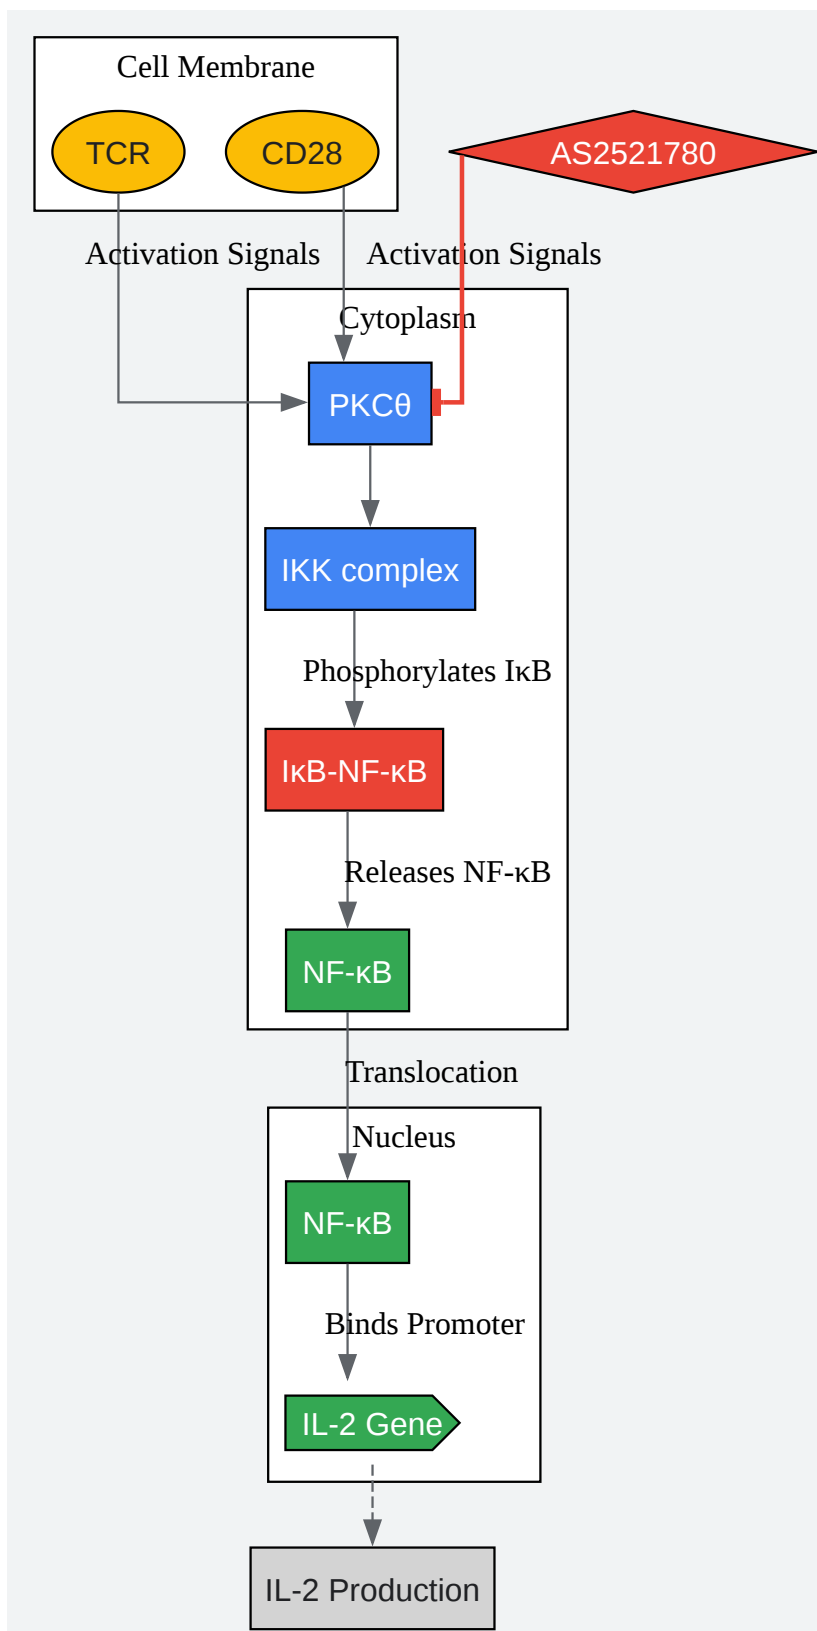 Cell Membrane
TCR
CD28
AS2521780
Activation Signals
Activation Signals
Cytoplasm
PKCθ
IKK complex
Phosphorylates IκB
IκB-NF-κB
Releases NF-κB
NF-κB
Translocation
Nucleus
NF-κB
Binds Promoter
IL-2 Gene
IL-2 Production